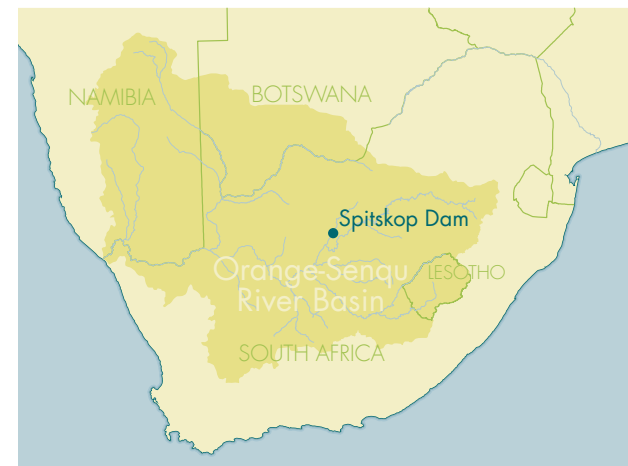 NAMIBIA
BOTSWANA
Spitskop Dam
Orange-Senqu
River Basin
LESOTHO
SOUTH AFRICA